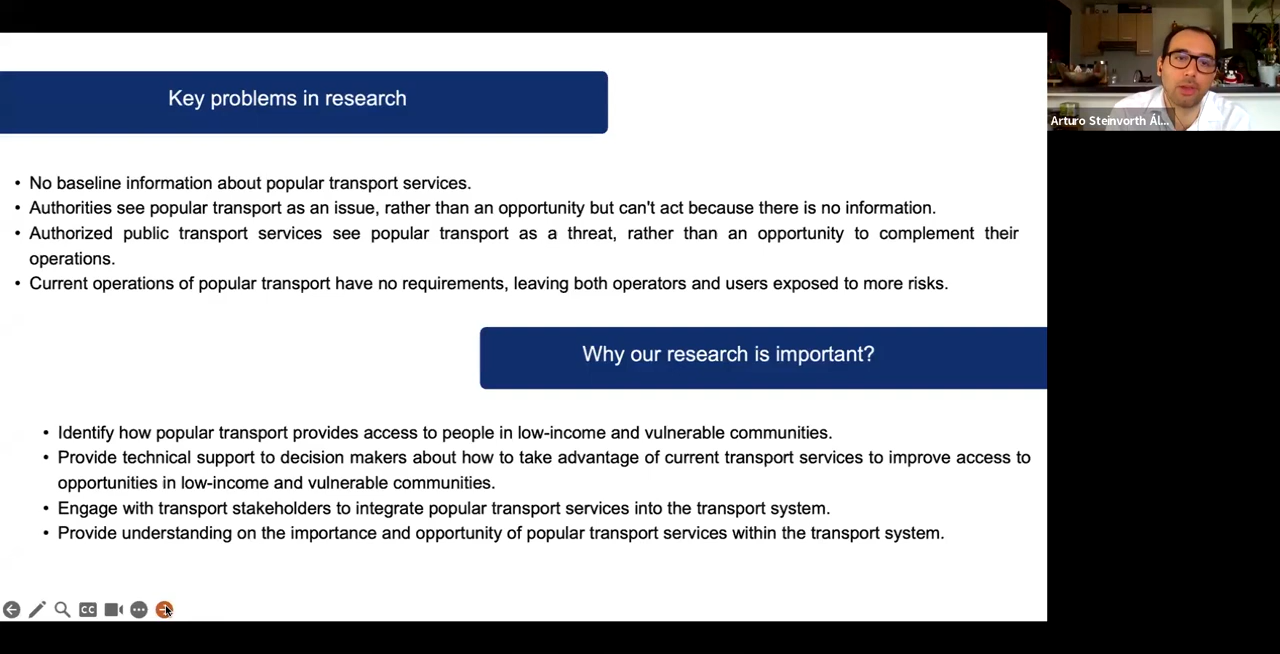 Key problems in research
• No baseline information about popular transport services.
• Authorities see popular transport as an issue, rather than an opportunity but can't act because there is no information.
• Authorized public transport services see popular transport as a threat, rather than an opportunity to complement their
operations.
• Current operations of popular transport have no requirements, leaving both operators and users exposed to more risks.
Why our research is important?
• Identify how popular transport provides access to people in low-income and vulnerable communities.
• Provide technical support to decision makers about how to take advantage of current transport services to improve access to
opportunities in low-income and vulnerable communities.
• Engage with transport stakeholders to integrate popular transport services into the transport system.
• Provide understanding on the importance and opportunity of popular transport services within the transport system.
CC
Arturo Steinvorth Ál...